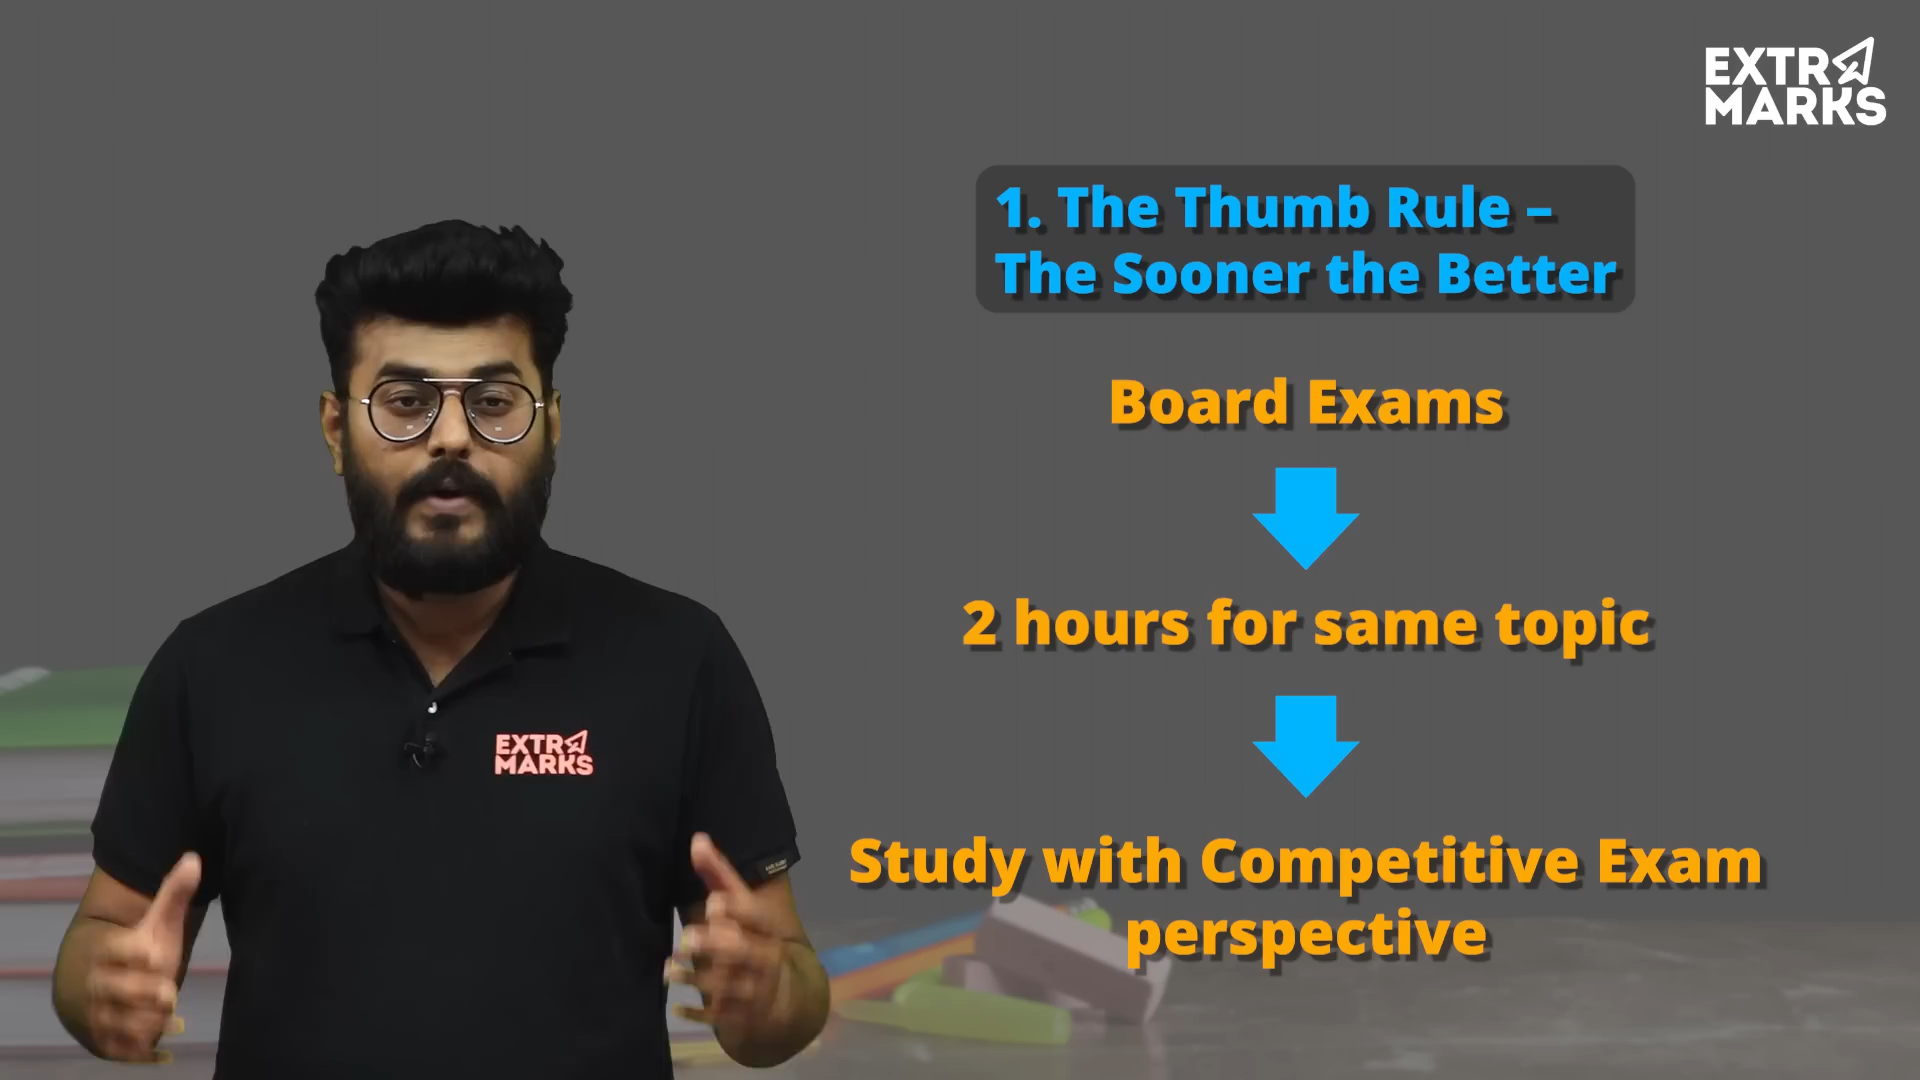 EXTRA
MARKS
1. The Thumb Rule –
The Sooner the Better
Board Exams
2 hours for same topic
Study with Competitive Exam
perspective
EXTRA
MARKS